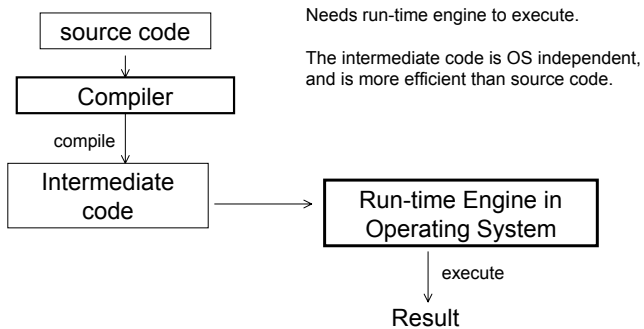 Needs run-time engine to execute.
source code
The intermediate code is OS independent,
and is more efficient than source code.
Compiler
compile
Intermediate
code
Run-time Engine in
Operating System
execute
Result